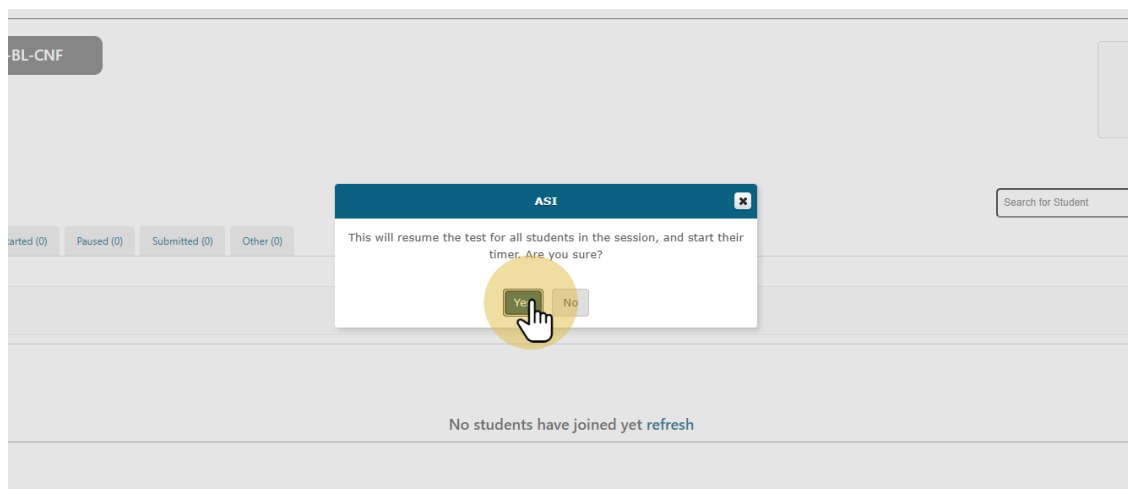 -BL-CNF
ASI
Search for Student
arted (0) Paused (0) Submitted (0) Other (0)
This will resume the test for all students in the session, and start their
timer. Are you sure?
Yes No
No students have joined yet refresh